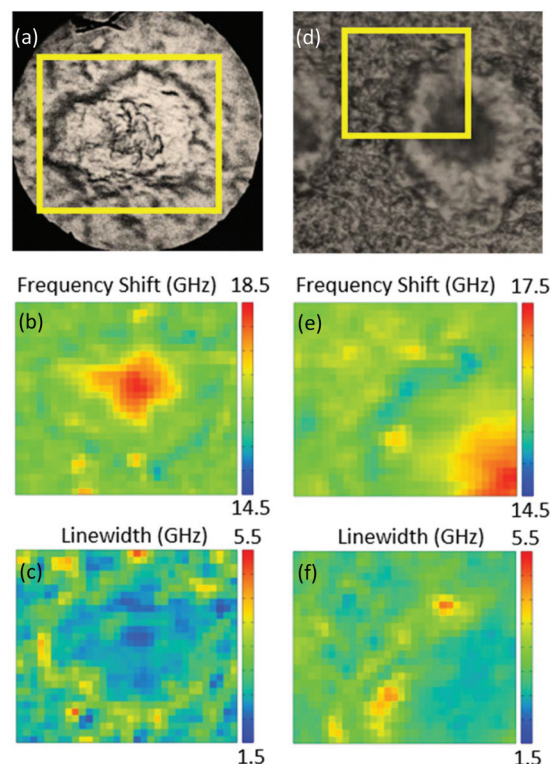 (a)
(d)
Frequency Shift (GHz) 18.5
(b)
14.5
Frequency Shift (GHz) 17.5
(e)
14.5
Linewidth (GHz) 5.5
(c)
1.5
Linewidth (GHz) 5.5
(f)
1.5